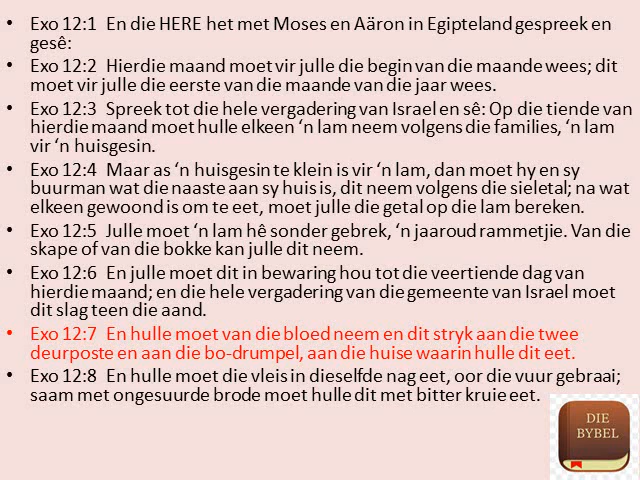 • Exo 12:1  En die HERE het met Moses en Aäron in Egipteland gespreek en
gesê:
• Exo 12:2  Hierdie maand moet vir julle die begin van die maande wees; dit
moet vir julle die eerste van die maande van die jaar wees.
• Exo 12:3  Spreek tot die hele vergadering van Israel en sê: Op die tiende van
hierdie maand moet hulle elkeen ‘n lam neem volgens die families, ‘n lam
vir ‘n huisgesin.
• Exo 12:4  Maar as ‘n huisgesin te klein is vir ‘n lam, dan moet hy en sy
buurman wat die naaste aan sy huis is, dit neem volgens die sieletal; na wat
elkeen gewoond is om te eet, moet julle die getal op die lam bereken.
• Exo 12:5  Julle moet ‘n lam hê sonder gebrek, ‘n jaaroud rammetjie. Van die
skape of van die bokke kan julle dit neem.
• Exo 12:6  En julle moet dit in bewaring hou tot die veertiende dag van
hierdie maand; en die hele vergadering van die gemeente van Israel moet
dit slag teen die aand.
• Exo 12:7  En hulle moet van die bloed neem en dit stryk aan die twee
deurposte en aan die bo-drumpel, aan die huise waarin hulle dit eet.
• Exo 12:8  En hulle moet die vleis in dieselfde nag eet, oor die vuur gebraai;
saam met ongesuurde brode moet hulle dit met bitter kruie eet.
DIE
BYBEL